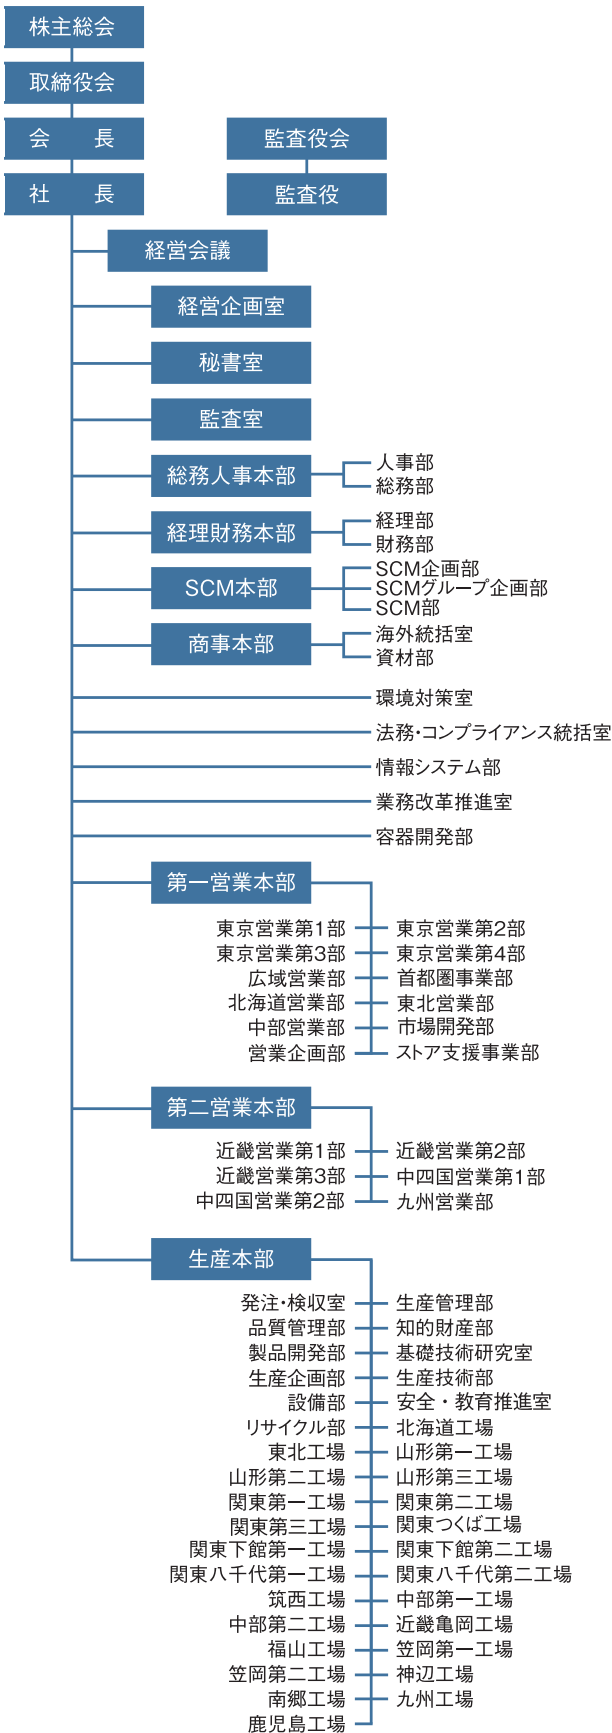 株主総会
取締役会
会　長
監査役会
社　長
監査役
経営会議
経営企画室
秘書室
監査室
総務人事本部
人事部
総務部
経理財務本部
経理部
財務部
SCM本部
SCM企画部
SCMグループ企画部
SCM部
商事本部
海外統括室
資材部
環境対策室
法務・コンプライアンス統括室
情報システム部
業務改革推進室
容器開発部
第一営業本部
東京営業第1部 東京営業第2部
東京営業第3部 東京営業第4部
広域営業部 首都圏事業部
北海道営業部 東北営業部
中部営業部 市場開発部
営業企画部 ストア支援事業部
第二営業本部
近畿営業第1部 近畿営業第2部
近畿営業第3部 中四国営業第1部
中四国営業第2部 九州営業部
生産本部
発注・検収室 生産管理部
品質管理部 知的財産部
製品開発部 基礎技術研究室
生産企画部 生産技術部
設備部 安全・教育推進室
リサイクル部 北海道工場
東北工場 山形第一工場
山形第二工場 山形第三工場
関東第一工場 関東第二工場
関東第三工場 関東つくば工場
関東下館第一工場 関東下館第二工場
関東八千代第一工場 関東八千代第二工場
筑西工場 中部第一工場
中部第二工場 近畿亀岡工場
福山工場 笠岡第一工場
笠岡第二工場 神辺工場
南郷工場 九州工場
鹿児島工場